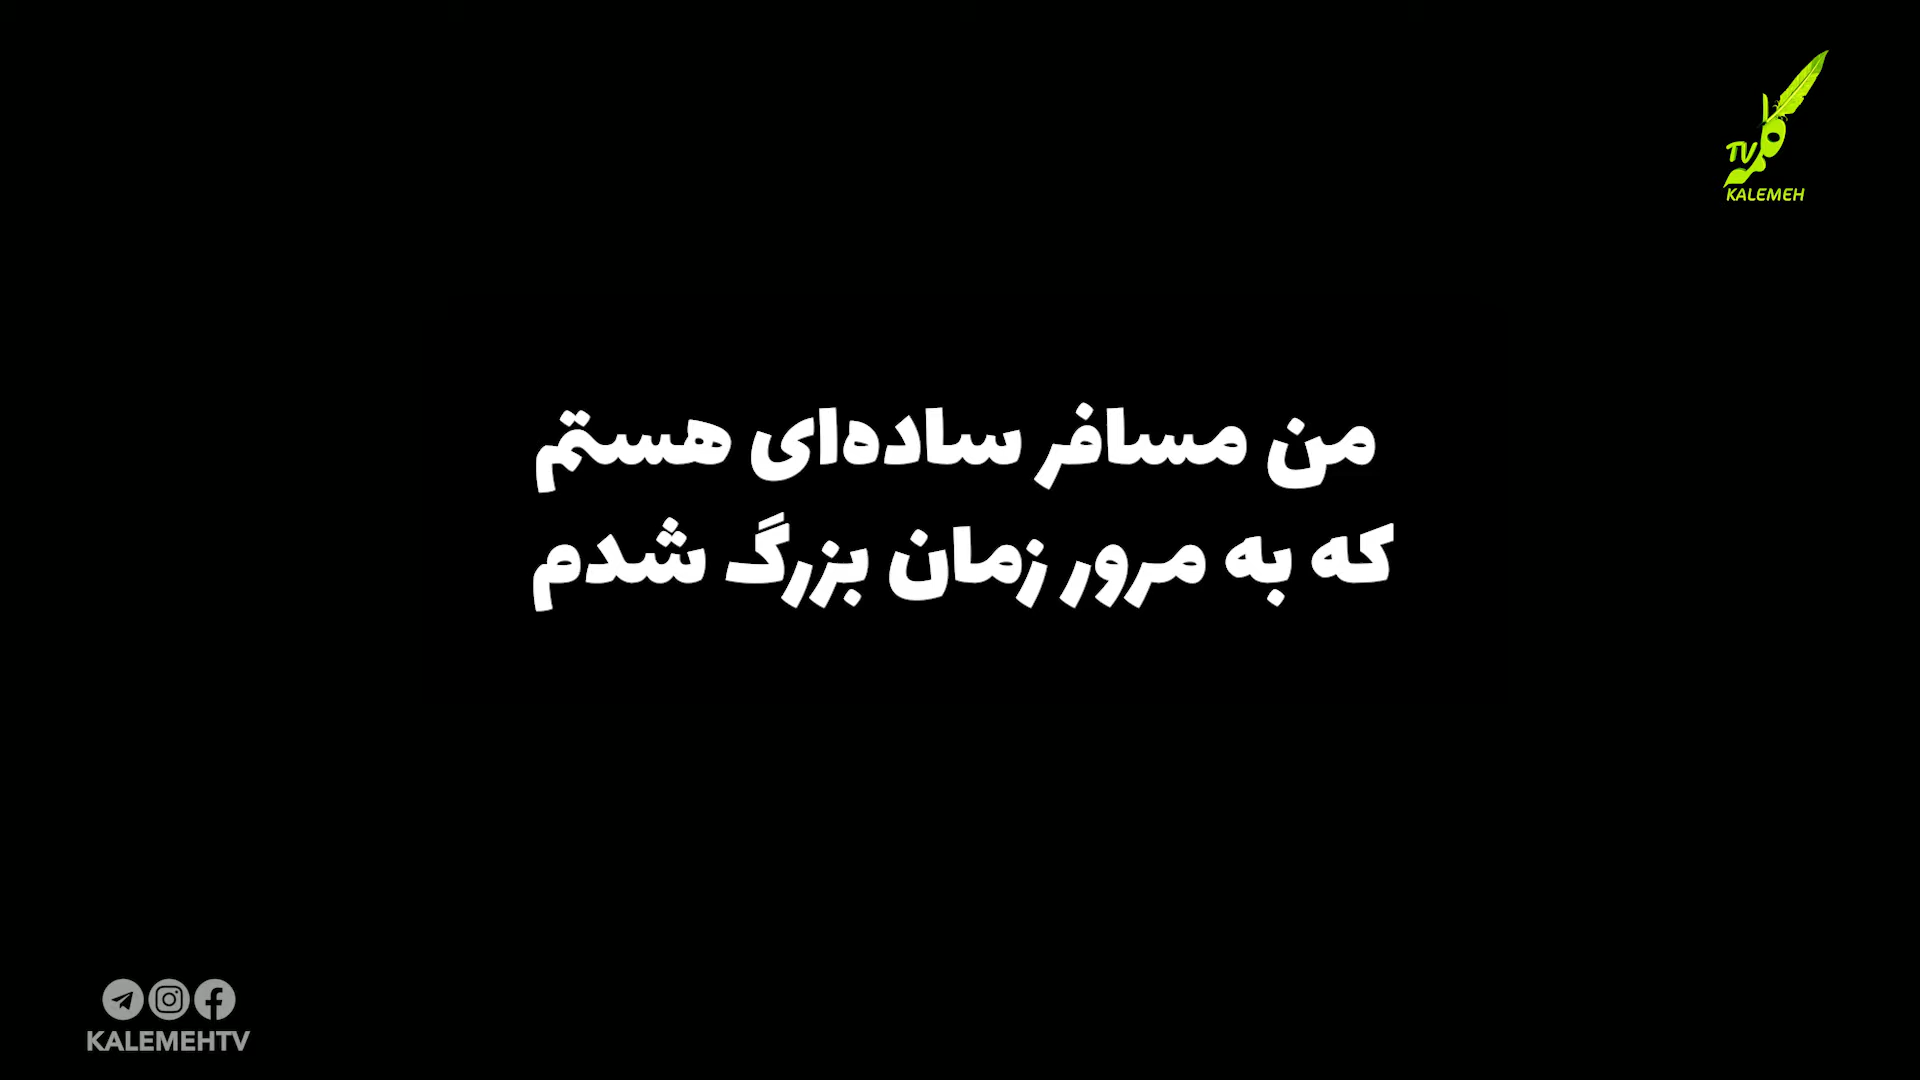 TV
KALEMEH
من مسافر ساده‌ای هستم
که به مرور زمان بزرگ شدم
KALEMEHTV